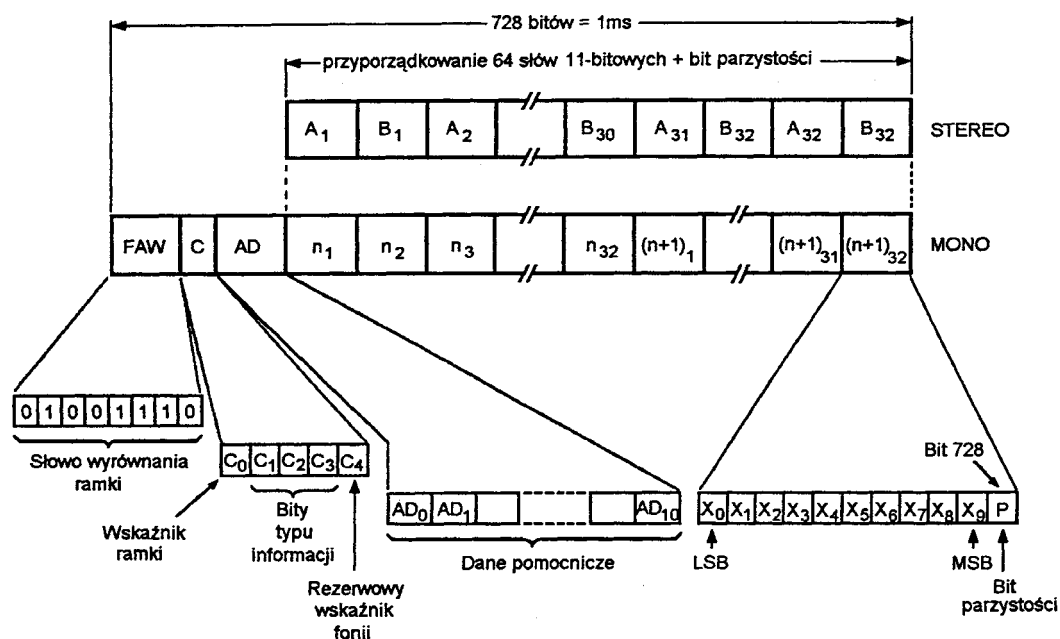 728 bitów = 1ms
przyporządkowanie 64 słów 11-bitowych + bit parzystości
A₁ B₁ A₂ B₃₀ A₃₁ B₃₂ A₃₂ B₃₂ STEREO
FAW C AD n₁ n₂ n₃ n₃₂ (n+1)₁ (n+1)₃₁ (n+1)₃₂ MONO
0 1 0 0 1 1 1 0
Słowo wyrównania
ramki
C₀ C₁ C₂ C₃ C₄
Wskaźnik
ramki
Bity
typu
informacji
Rezerwowy
wskaźnik
fonii
AD₀ AD₁ AD₁₀
Dane pomocnicze
Bit 728
X₀ X₁ X₂ X₃ X₄ X₅ X₆ X₇ X₈ X₉ P
LSB
MSB
Bit
parzystości